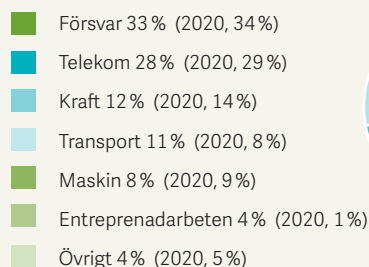 Försvar 33 % (2020, 34 %)
Telekom 28 % (2020, 29 %)
Kraft 12 % (2020, 14 %)
Transport 11 % (2020, 8 %)
Maskin 8 % (2020, 9 %)
Entreprenadarbeten 4 % (2020, 1 %)
Övrigt 4 % (2020, 5 %)